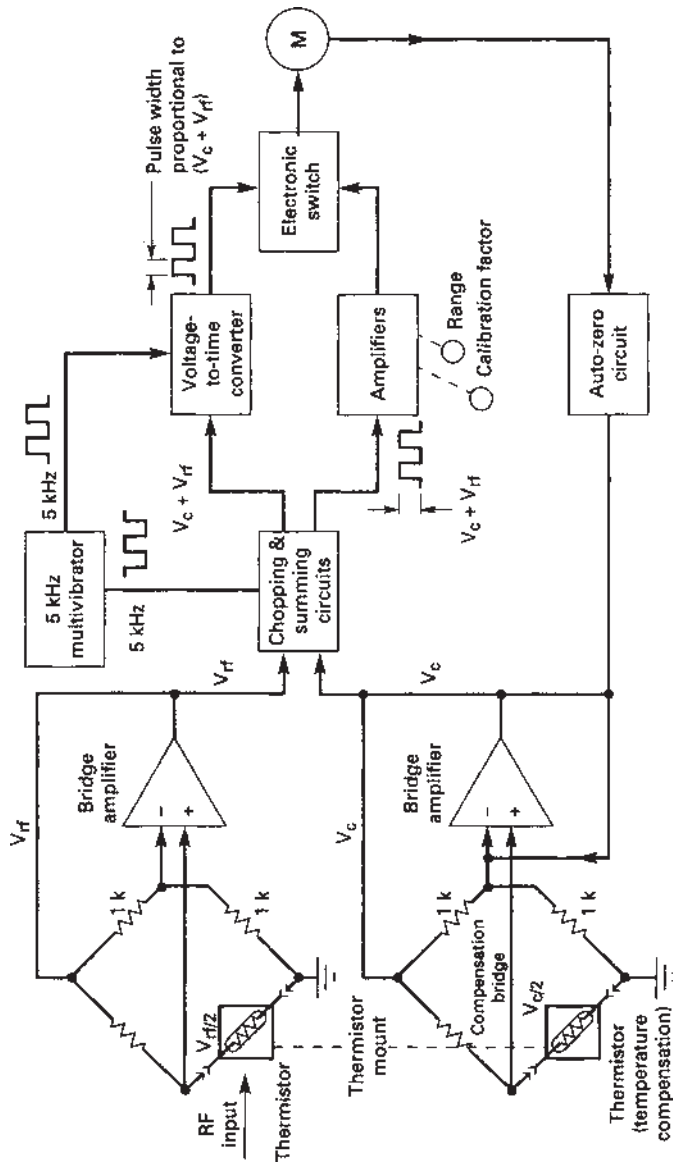 5 kHz
multivibrator
5 kHz
5 kHz
Pulse width
proportional to
(Vc + Vrf)
Voltage-
to-time
converter
Electronic
switch
M
Vrf
Vrf
Bridge
amplifier
−
+
1 k
1 k
Vrf/2
RF
input
Thermistor
Chopping &
summing
circuits
Vc + Vrf
Vc + Vrf
Amplifiers
Range
Calibration factor
Thermistor
mount
Vc
Vc
Bridge
amplifier
−
+
1 k
1 k
Compensation
bridge
Vc/2
Thermistor
(temperature
compensation)
Auto-zero
circuit